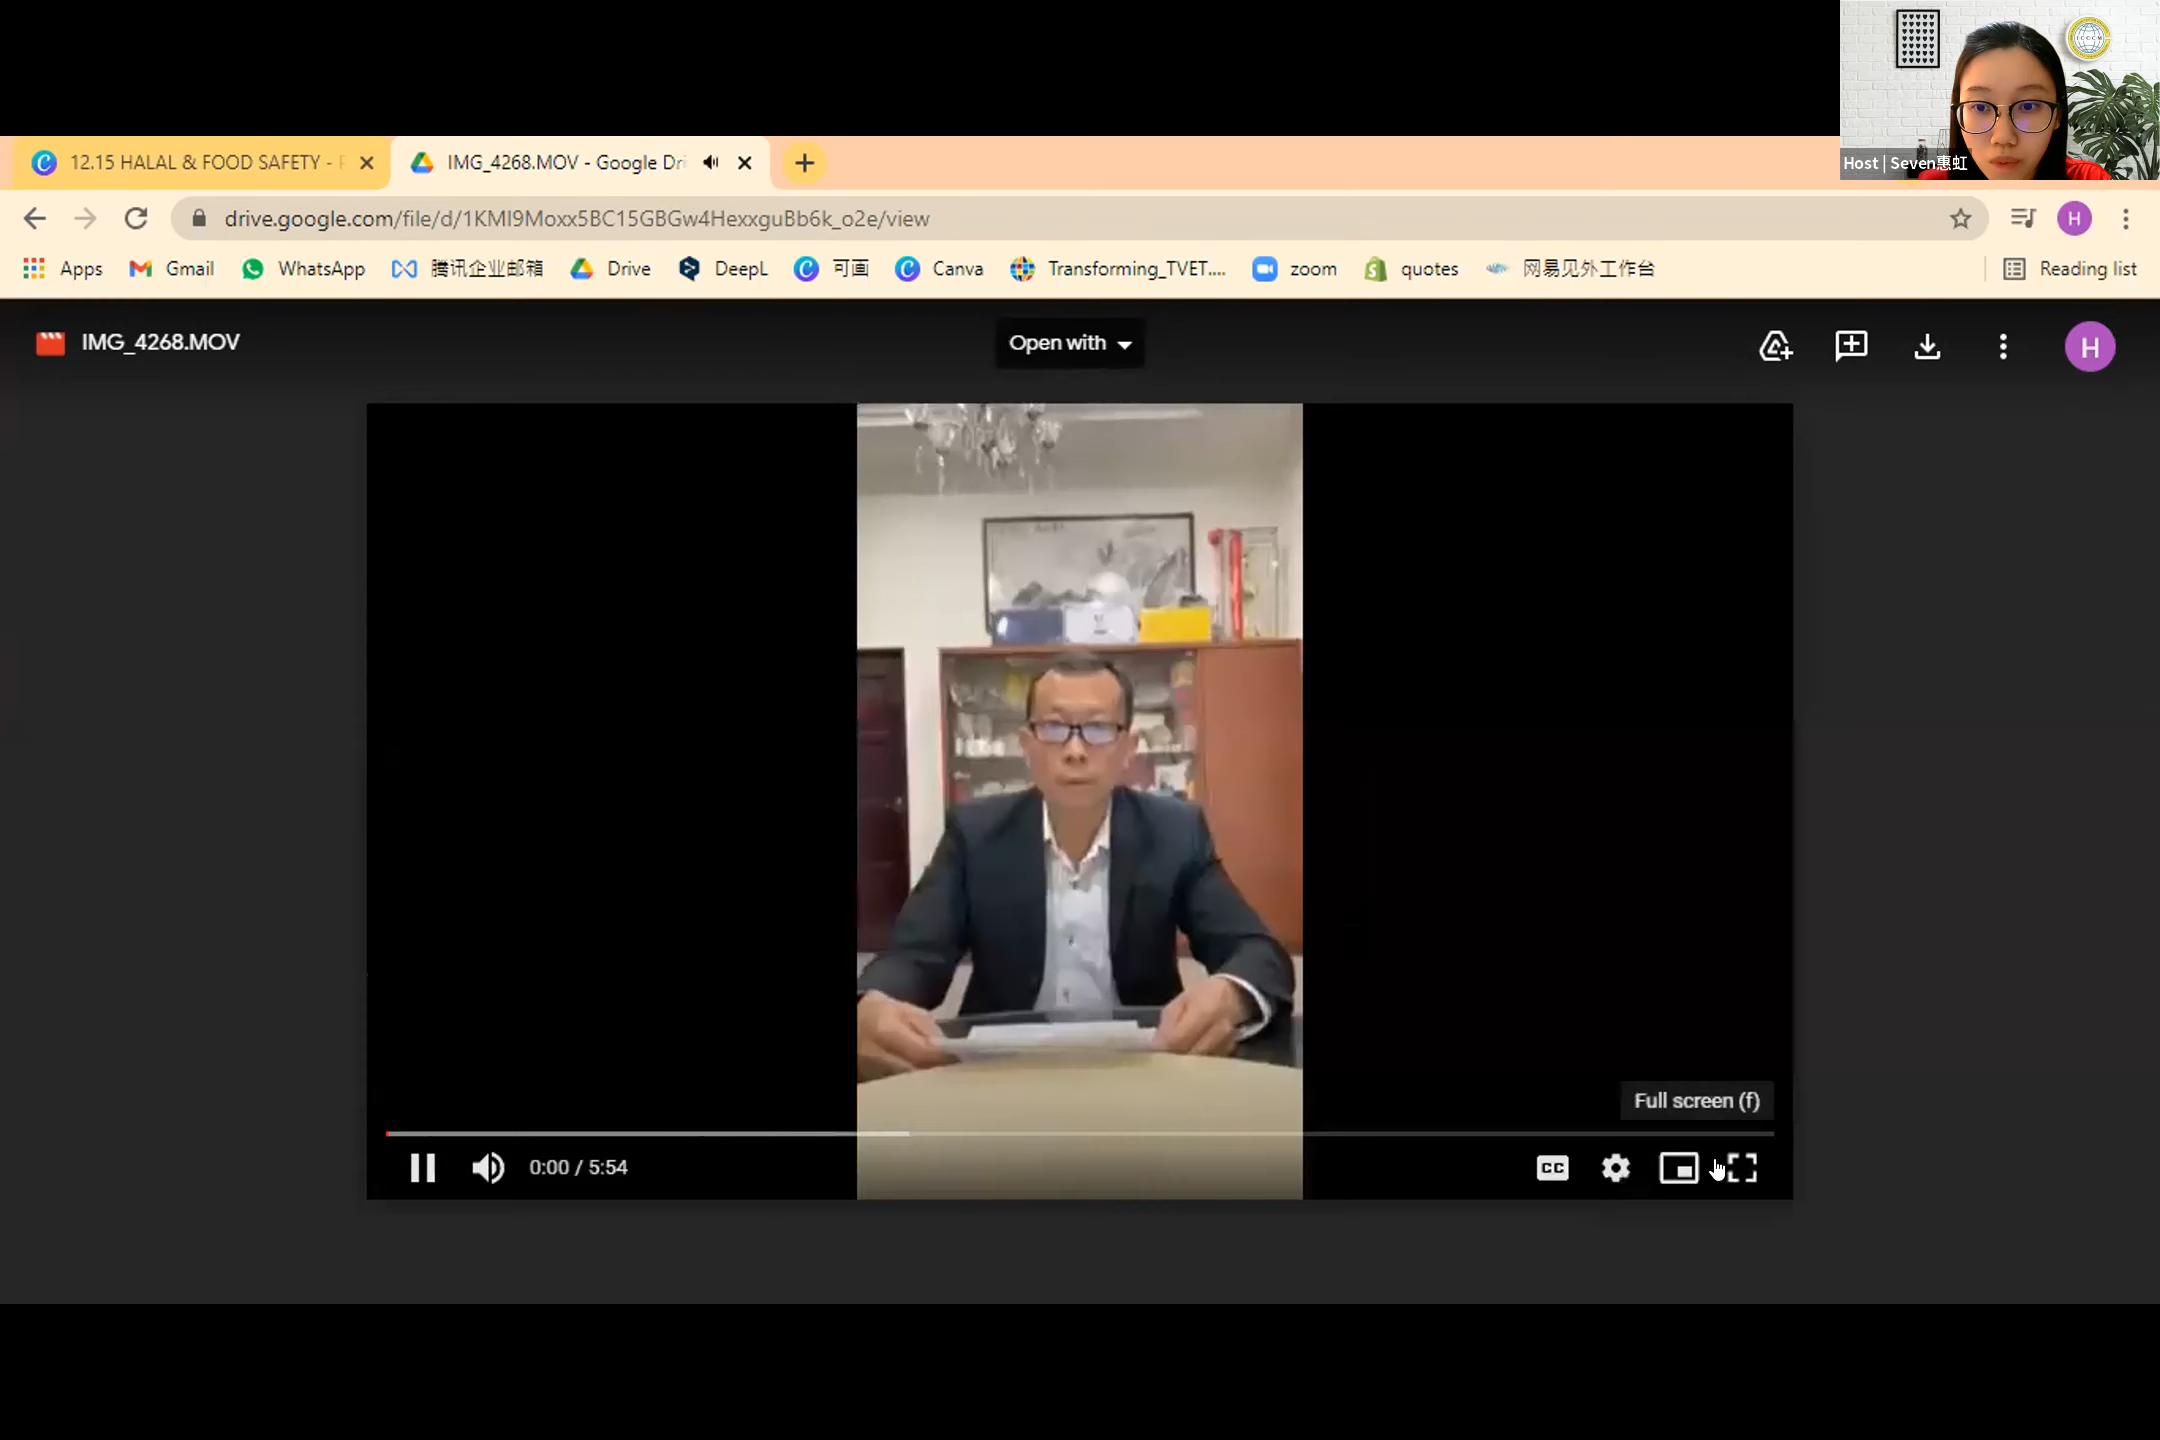 Host | Seven惠虹
12.15 HALAL & FOOD SAFETY -
IMG_4268.MOV - Google Dri
drive.google.com/file/d/1KMI9Moxx5BC15GBGw4HexxguBb6k_o2e/view
H
Apps
Gmail
WhatsApp
腾讯企业邮箱
Drive
DeepL
可画
Canva
Transforming_TVET....
zoom
quotes
网易见外工作台
Reading list
IMG_4268.MOV
Open with
H
Full screen (f)
0:00 / 5:54
CC